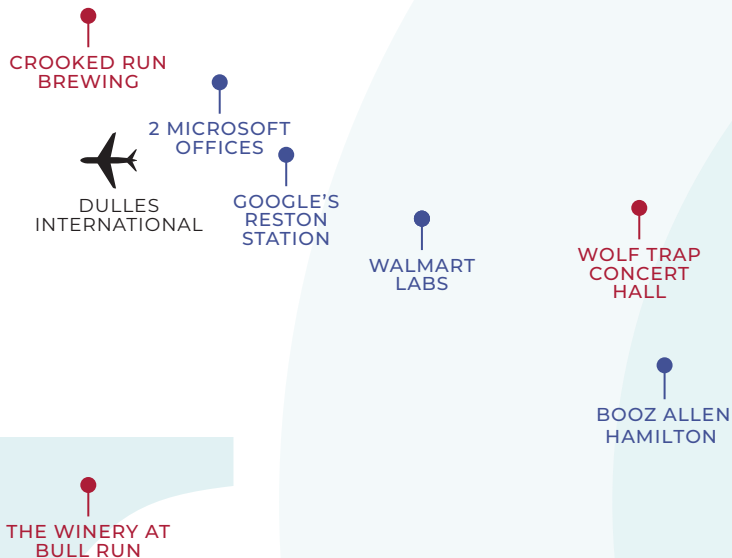 CROOKED RUN
BREWING
2 MICROSOFT
OFFICES
DULLES
INTERNATIONAL
GOOGLE’S
RESTON
STATION
WALMART
LABS
WOLF TRAP
CONCERT
HALL
BOOZ ALLEN
HAMILTON
THE WINERY AT
BULL RUN